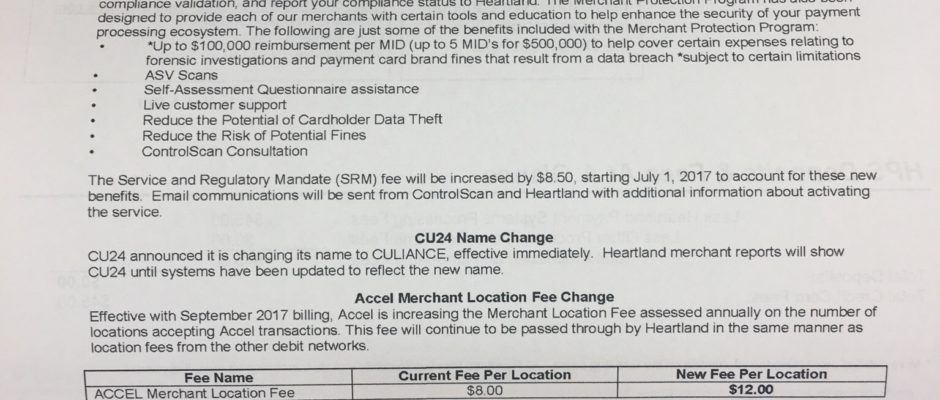 compliance validation, and report your compliance status to Heartland. The Merchant Protection Program has also been
designed to provide each of our merchants with certain tools and education to help enhance the security of your payment
processing ecosystem. The following are just some of the benefits included with the Merchant Protection Program:
• *Up to $100,000 reimbursement per MID (up to 5 MID's for $500,000) to help cover certain expenses relating to
forensic investigations and payment card brand fines that result from a data breach *subject to certain limitations
• ASV Scans
• Self-Assessment Questionnaire assistance
• Live customer support
• Reduce the Potential of Cardholder Data Theft
• Reduce the Risk of Potential Fines
• ControlScan Consultation
The Service and Regulatory Mandate (SRM) fee will be increased by $8.50, starting July 1, 2017 to account for these new
benefits. Email communications will be sent from ControlScan and Heartland with additional information about activating
the service.
CU24 Name Change
CU24 announced it is changing its name to CULIANCE, effective immediately. Heartland merchant reports will show
CU24 until systems have been updated to reflect the new name.
Accel Merchant Location Fee Change
Effective with September 2017 billing, Accel is increasing the Merchant Location Fee assessed annually on the number of
locations accepting Accel transactions. This fee will continue to be passed through by Heartland in the same manner as
location fees from the other debit networks.
Fee Name Current Fee Per Location New Fee Per Location
ACCEL Merchant Location Fee $8.00 $12.00